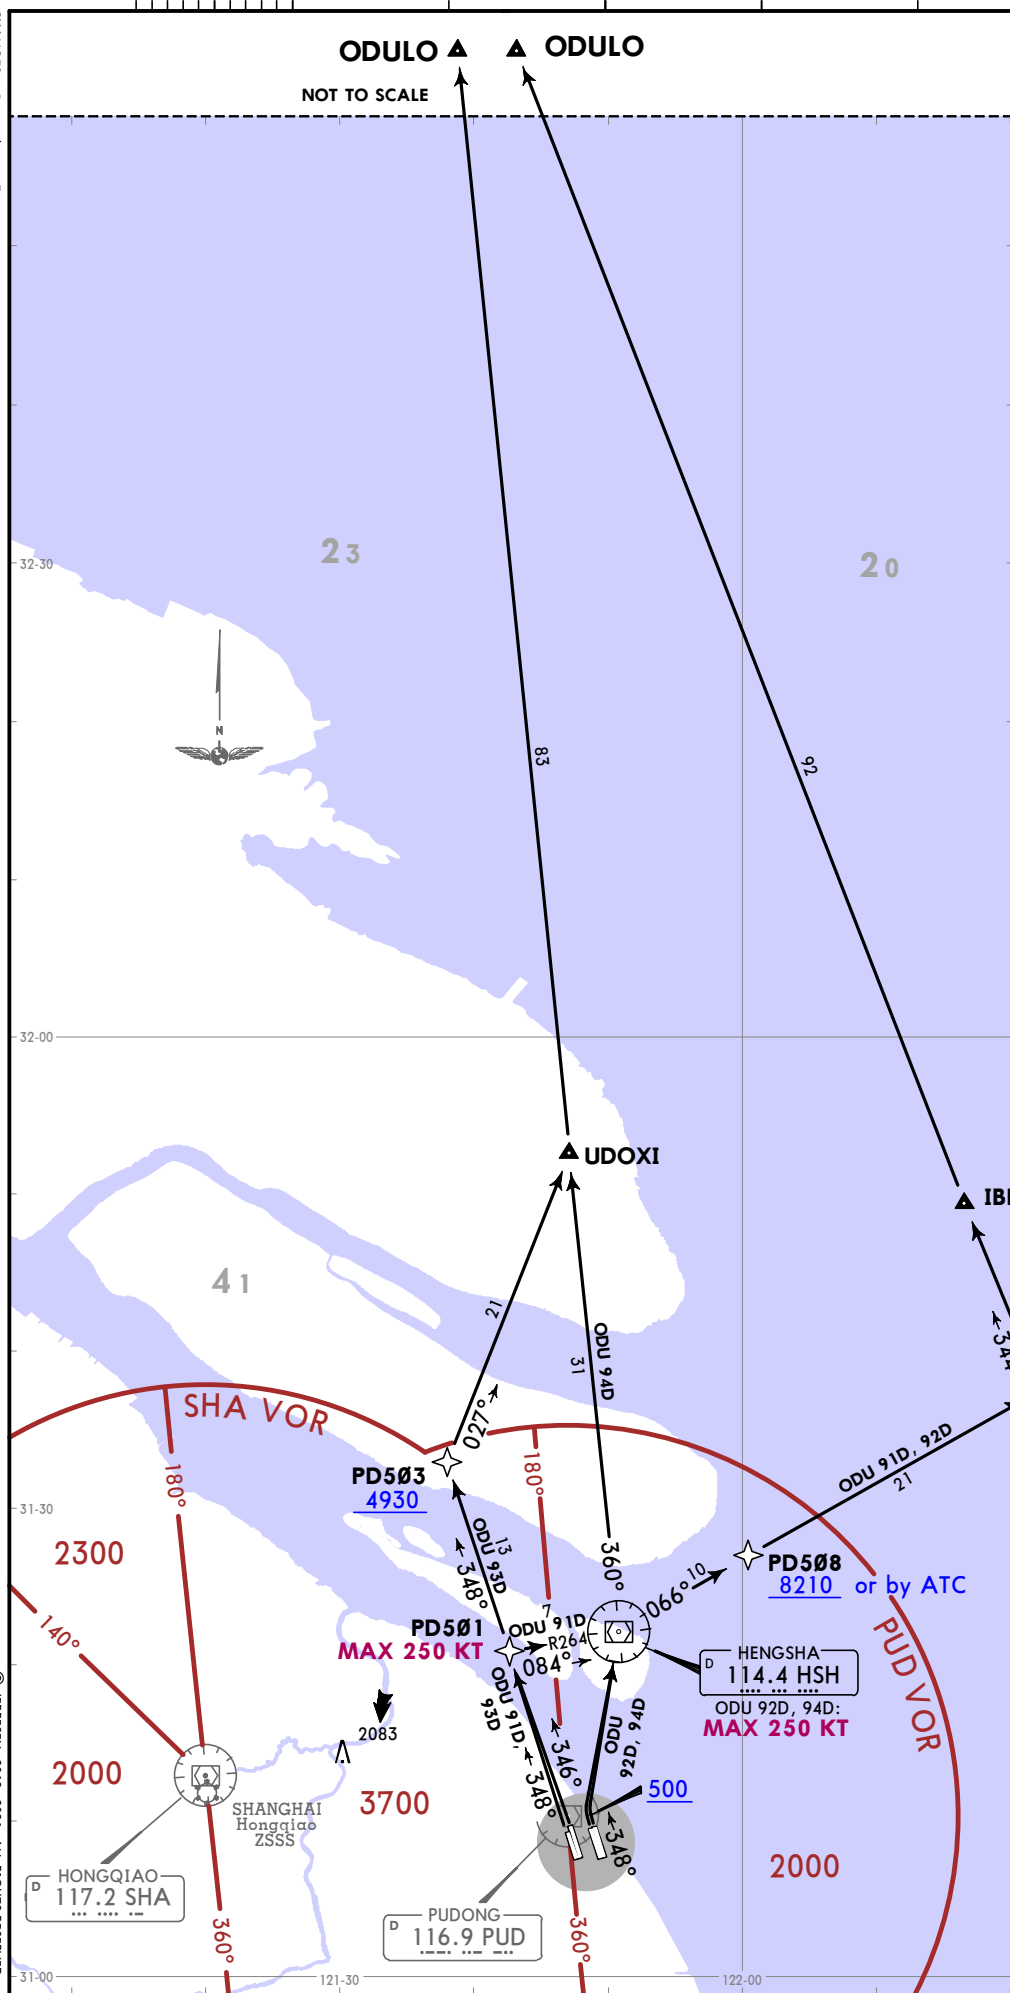 ODULO
ODULO
NOT TO SCALE
23
20
32-30
N
83
92
32-00
UDOXI
41
21
31
ODU 94D
027°
SHA VOR
180°
180°
PD5Ø3
4930
31-30
2300
140°
ODU 93D
13
348°
360°
ODU 91D, 92D
21
066°
10
PD5Ø8
8210 or by ATC
PD5Ø1
MAX 250 KT
7
ODU 91D
R264
084°
HENGSHA
D 114.4 HSH
ODU 92D, 94D:
MAX 250 KT
PUD VOR
ODU 91D,
93D
348°
346°
ODU
92D, 94D
348°
500
2083
2000
3700
2000
SHANGHAI
Hongqiao
ZSSS
HONGQIAO
D 117.2 SHA
PUDONG
D 116.9 PUD
360°
360°
31-00
121-30
122-00